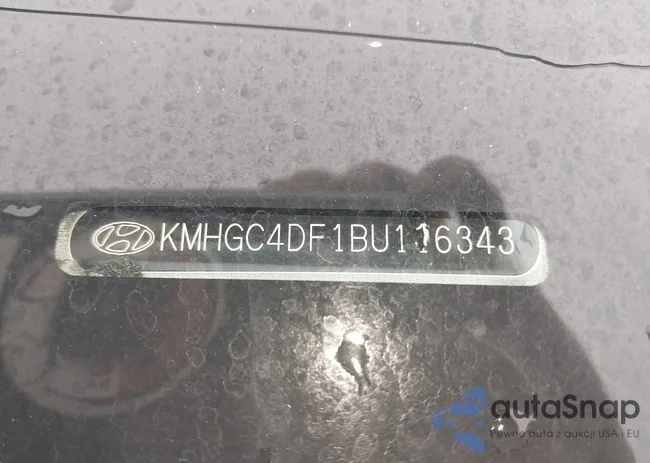 KMHGC4DF1BU116343
autaSnap
Pewne auta z aukcji USA i EU